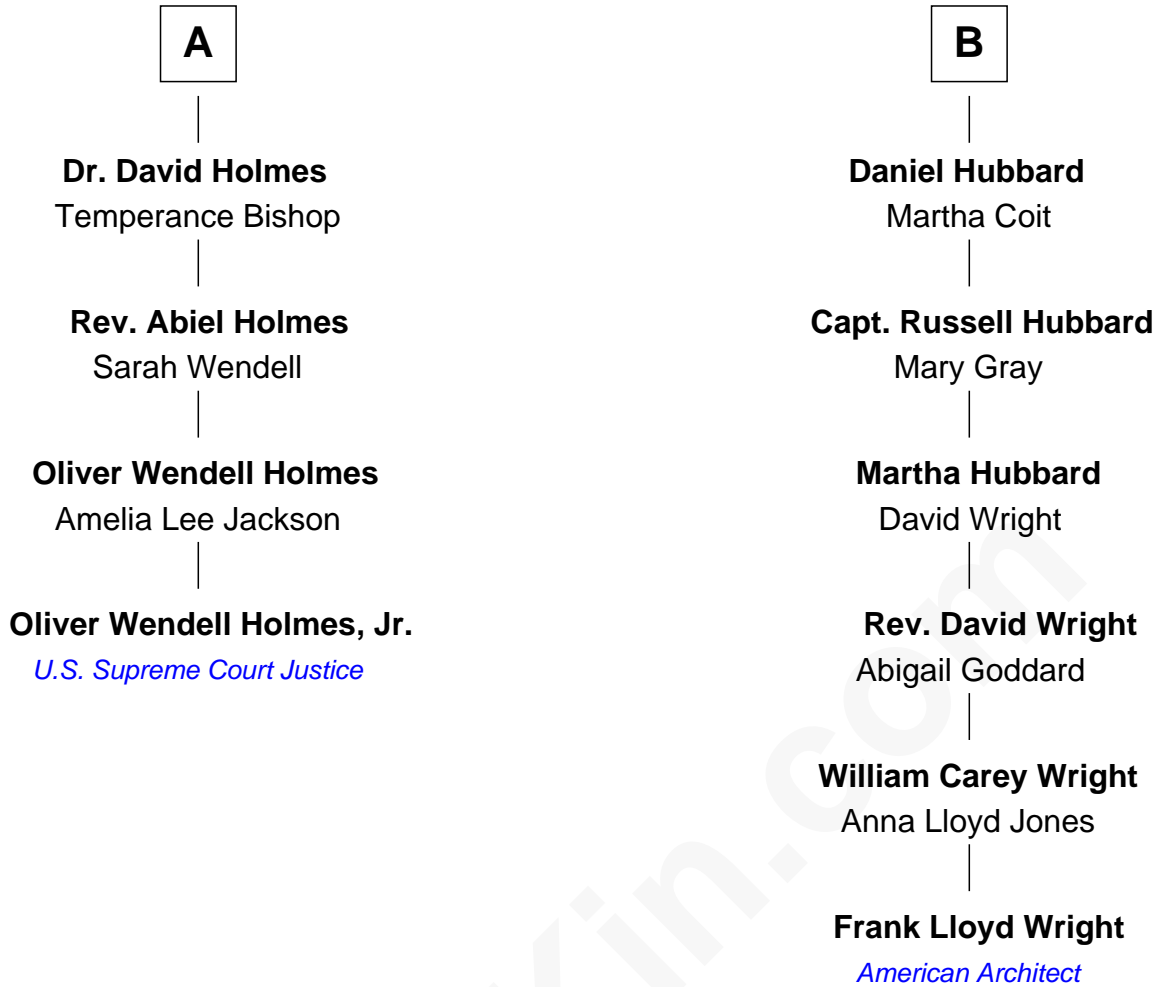 A
Dr. David Holmes
Temperance Bishop
Rev. Abiel Holmes
Sarah Wendell
Oliver Wendell Holmes
Amelia Lee Jackson
Oliver Wendell Holmes, Jr.
U.S. Supreme Court Justice
B
Daniel Hubbard
Martha Coit
Capt. Russell Hubbard
Mary Gray
Martha Hubbard
David Wright
Rev. David Wright
Abigail Goddard
William Carey Wright
Anna Lloyd Jones
Frank Lloyd Wright
American Architect
Kin.com